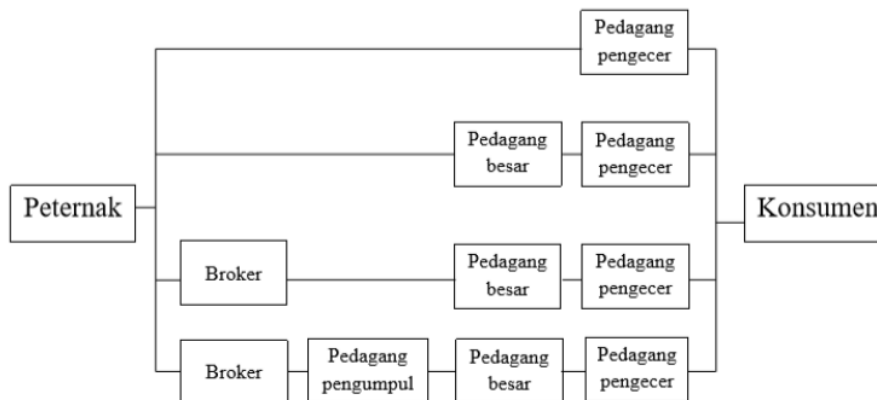 Pedagang
pengecer
Pedagang
besar
Pedagang
pengecer
Peternak
Konsumen
Broker
Pedagang
besar
Pedagang
pengecer
Broker
Pedagang
pengumpul
Pedagang
besar
Pedagang
pengecer